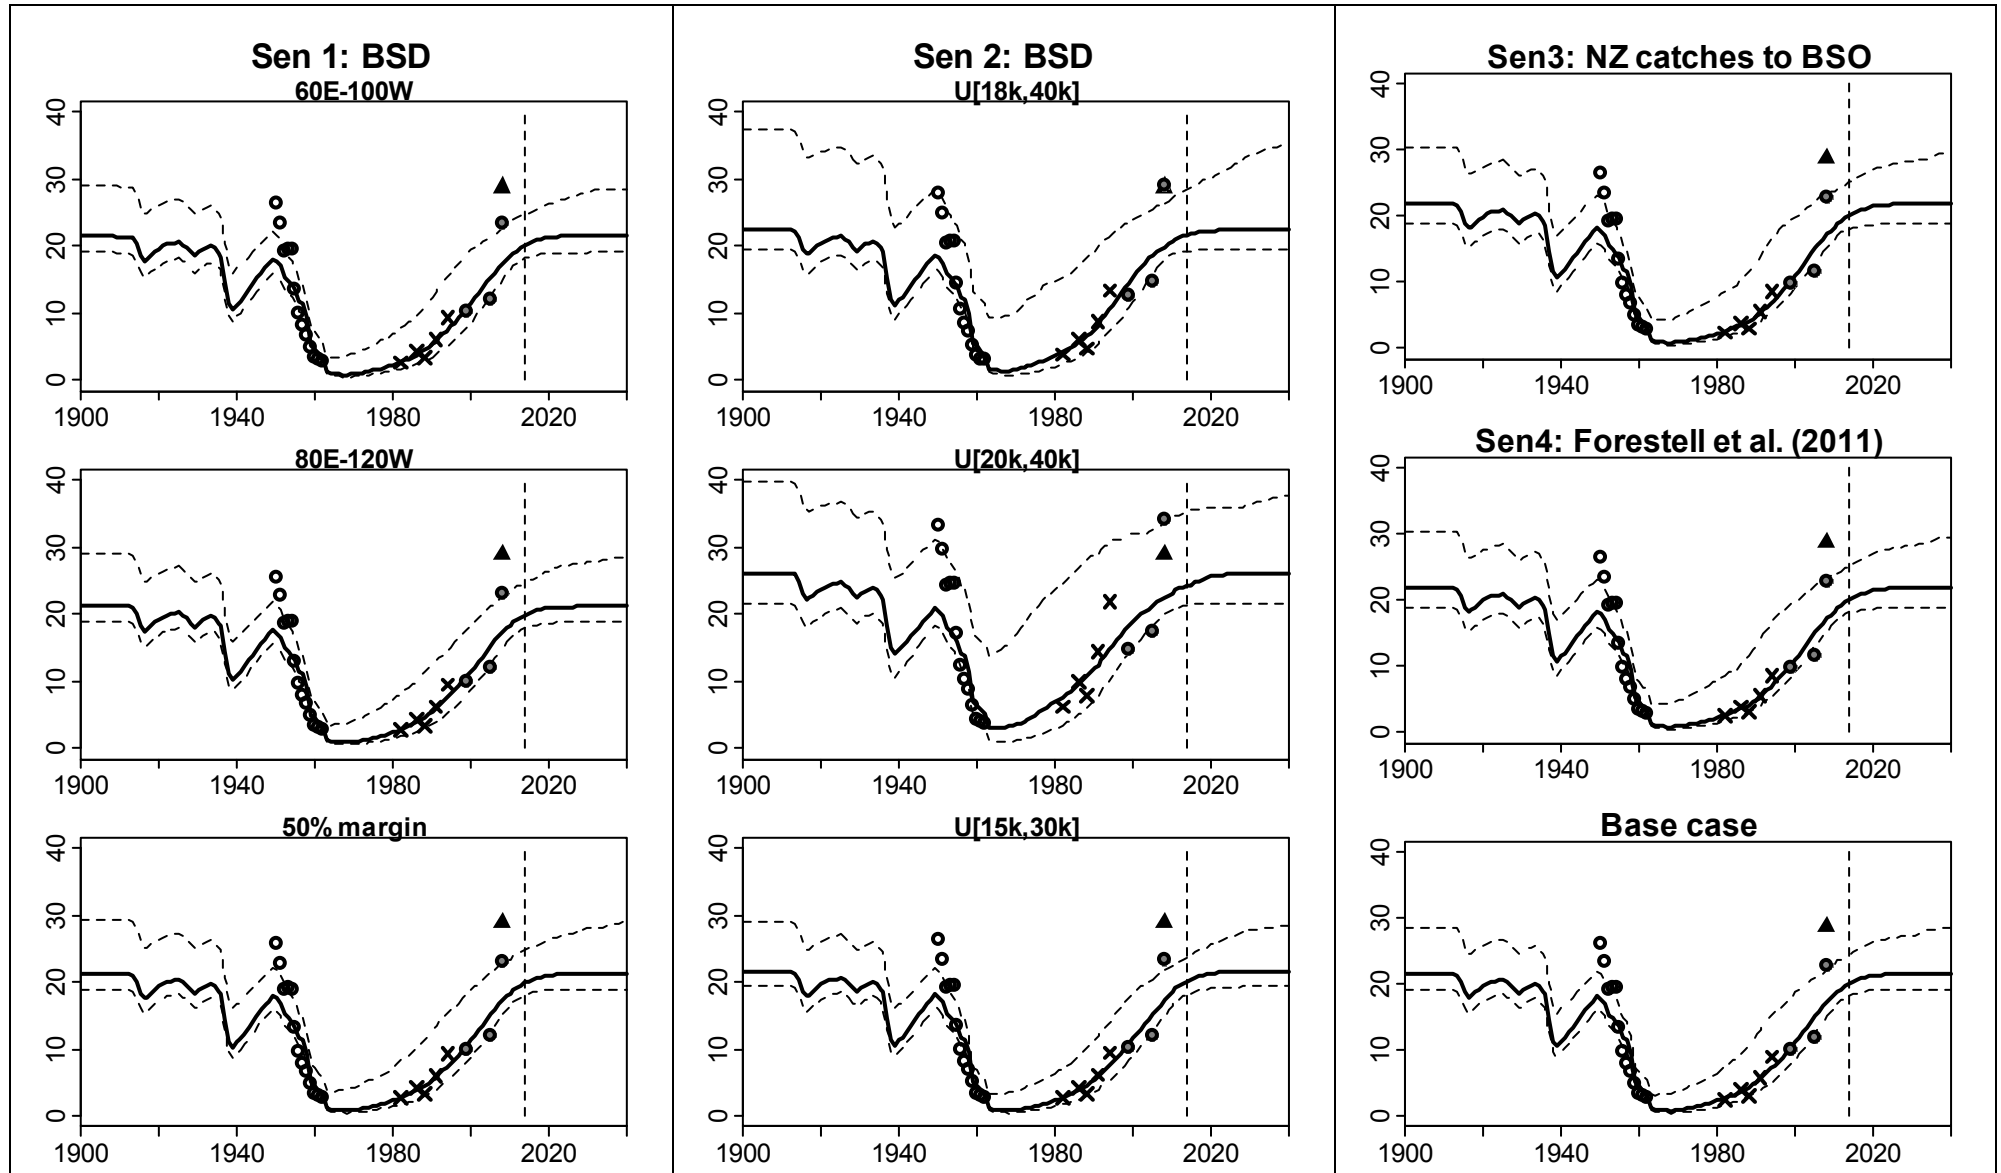 Sen 1: BSD
60E-100W
40
30
20
10
0
1900 1940 1980 2020
80E-120W
40
30
20
10
0
1900 1940 1980 2020
50% margin
40
30
20
10
0
1900 1940 1980 2020
Sen 2: BSD
U[18k,40k]
40
30
20
10
0
1900 1940 1980 2020
U[20k,40k]
40
30
20
10
0
1900 1940 1980 2020
U[15k,30k]
40
30
20
10
0
1900 1940 1980 2020
Sen3: NZ catches to BSO
40
30
20
10
0
1900 1940 1980 2020
Sen4: Forestell et al. (2011)
40
30
20
10
0
1900 1940 1980 2020
Base case
40
30
20
10
0
1900 1940 1980 2020